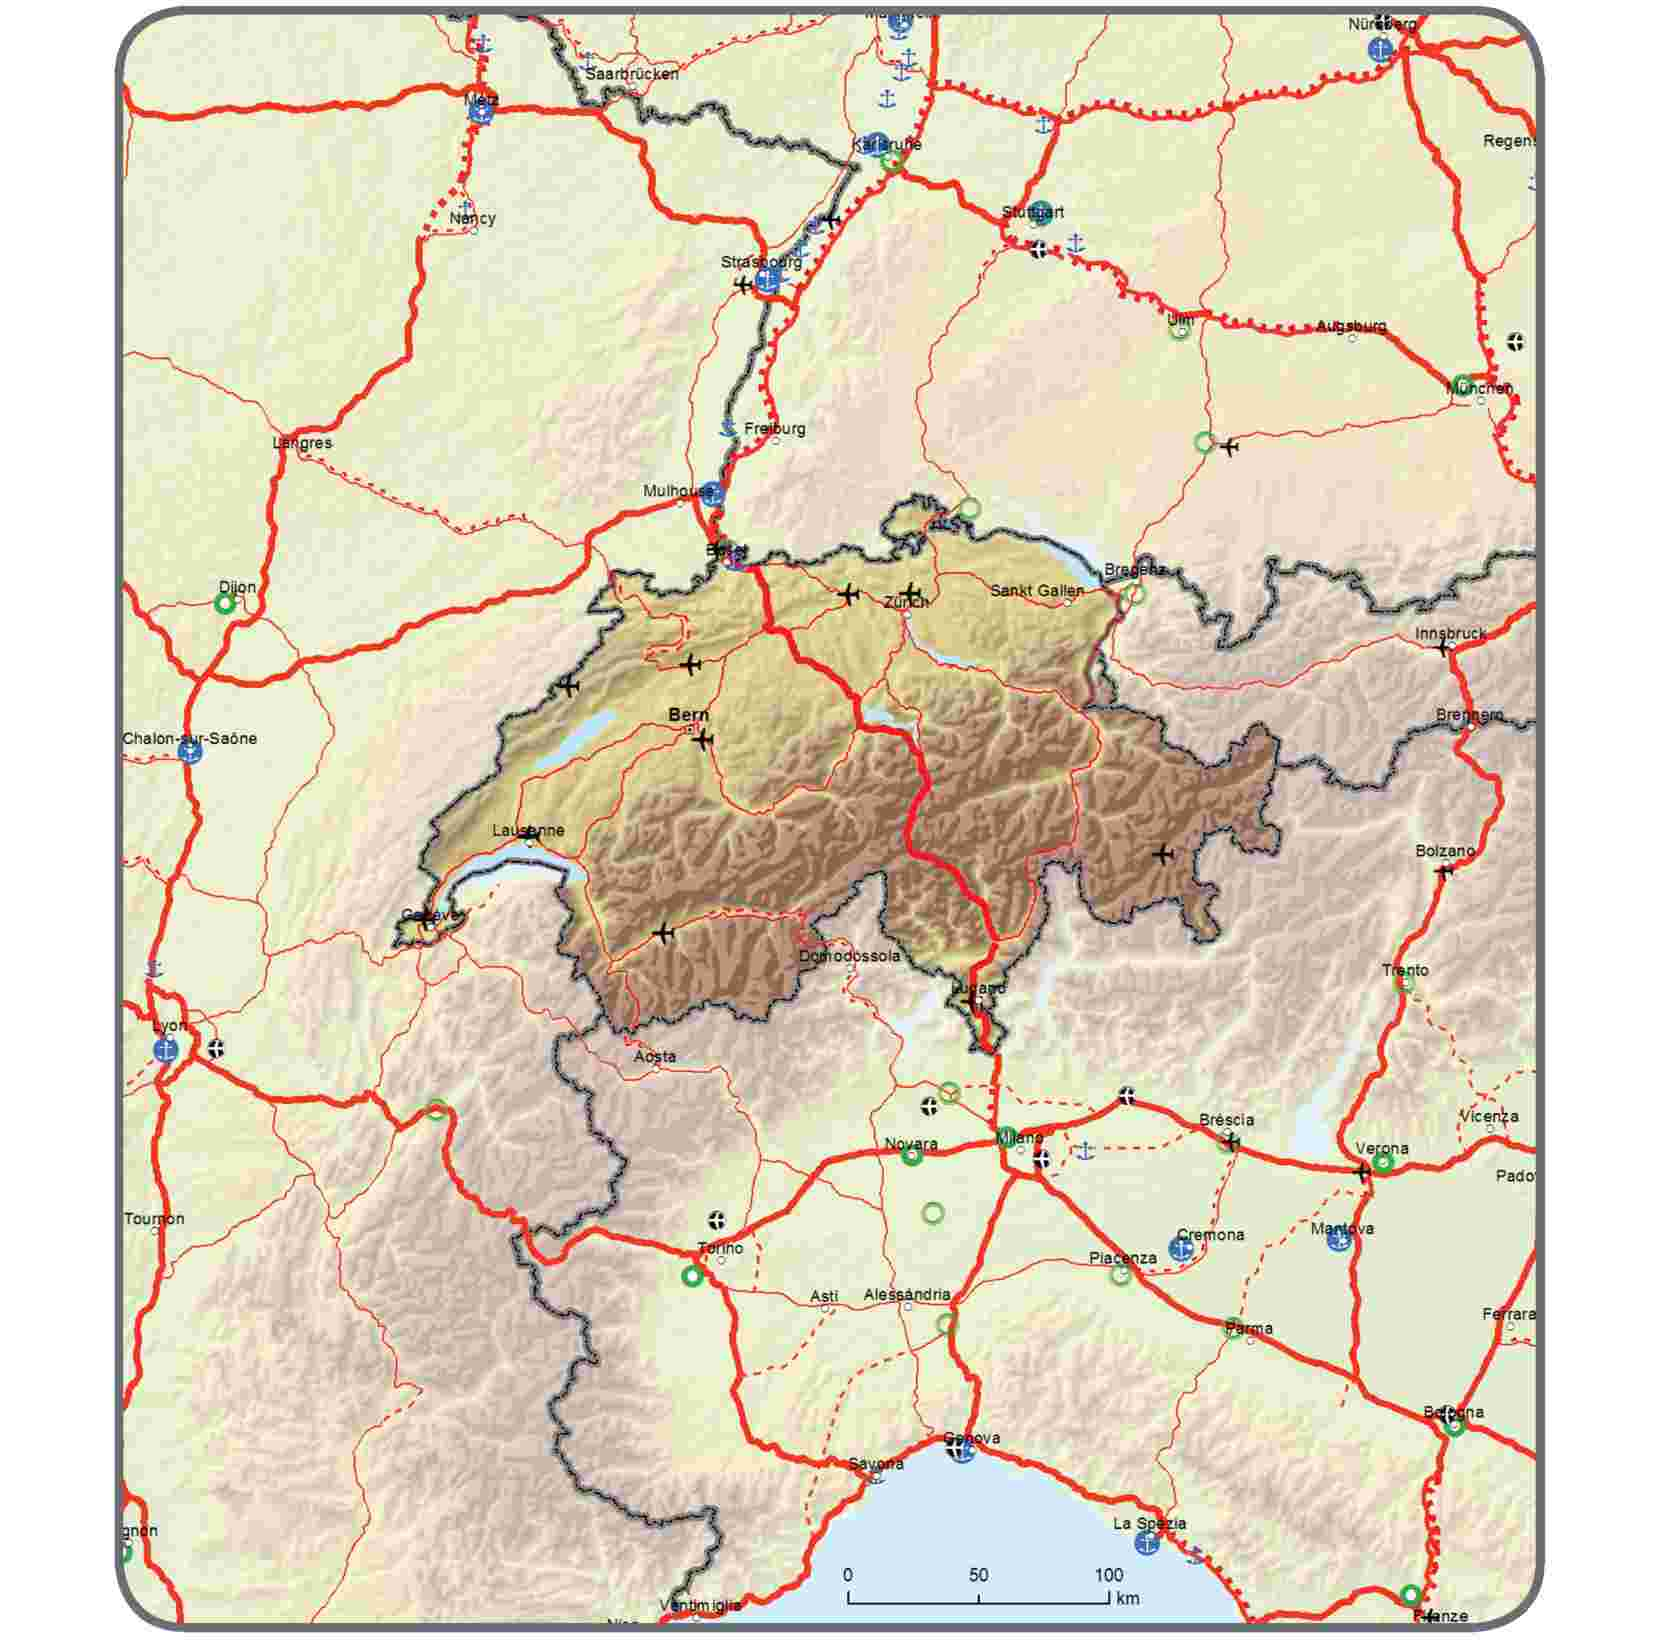 Nürnberg
Saarbrücken
Metz
Regens
Karlsruhe
Stuttgart
Nancy
Strasbourg
Ulm
Augsburg
München
Freiburg
Langres
Mulhouse
Basel
Bregenz
Dijon
Sankt Gallen
Zürich
Innsbruck
Bern
Brennero
Chalon-sur-Saône
Lausanne
Bolzano
Genève
Domodossola
Trento
Lugano
Lyon
Aosta
Vicenza
Brescia
Milano
Novara
Verona
Pado
Tournon
Mantova
Cremona
Torino
Piacenza
Asti
Alessándria
Ferrara
Parma
Bologna
Genova
Savona
La Spezia
gnon
0 50 100
km
Ventimiglia
Firenze